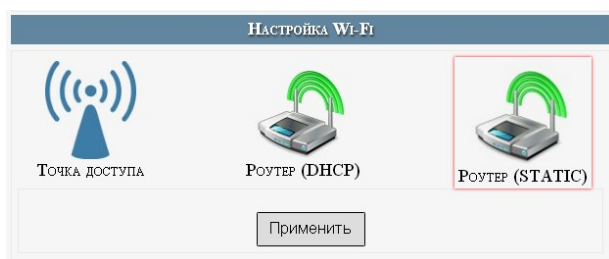 Настройка Wi-Fi
Точка доступа
Роутер (DHCP)
Роутер (STATIC)
Применить